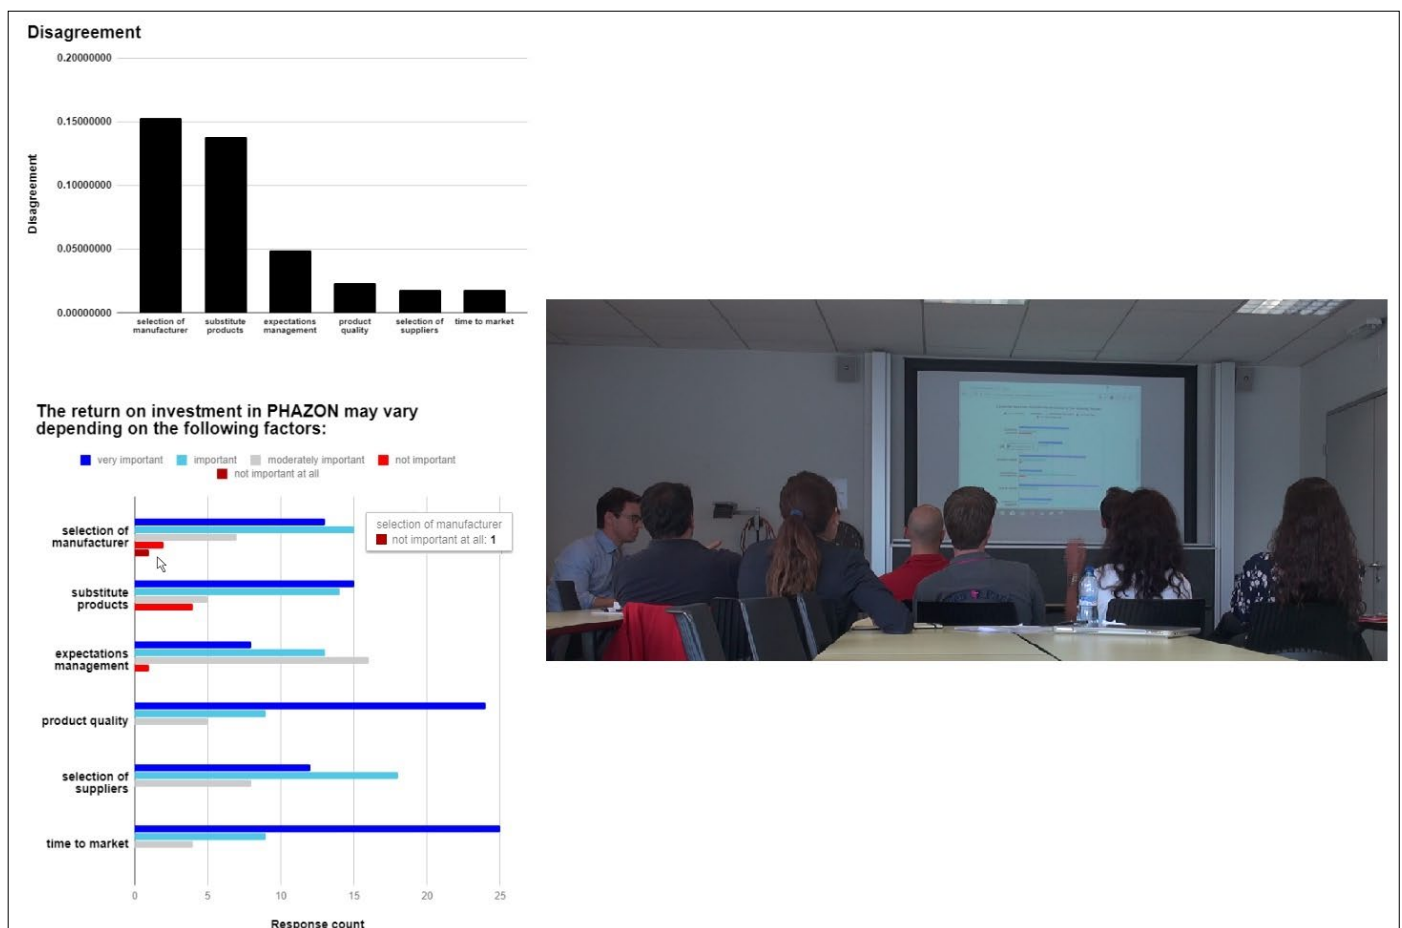 Disagreement
0.20000000
0.15000000
0.10000000
0.05000000
0.00000000
Disagreement
selection of
manufacturer
substitute
products
expectations
management
product
quality
selection of
suppliers
time to market
The return on investment in PHAZON may vary
depending on the following factors:
very important important moderately important not important
not important at all
selection of
manufacturer
selection of manufacturer
not important at all: 1
substitute
products
expectations
management
product quality
selection of
suppliers
time to market
0 5 10 15 20 25
Response count